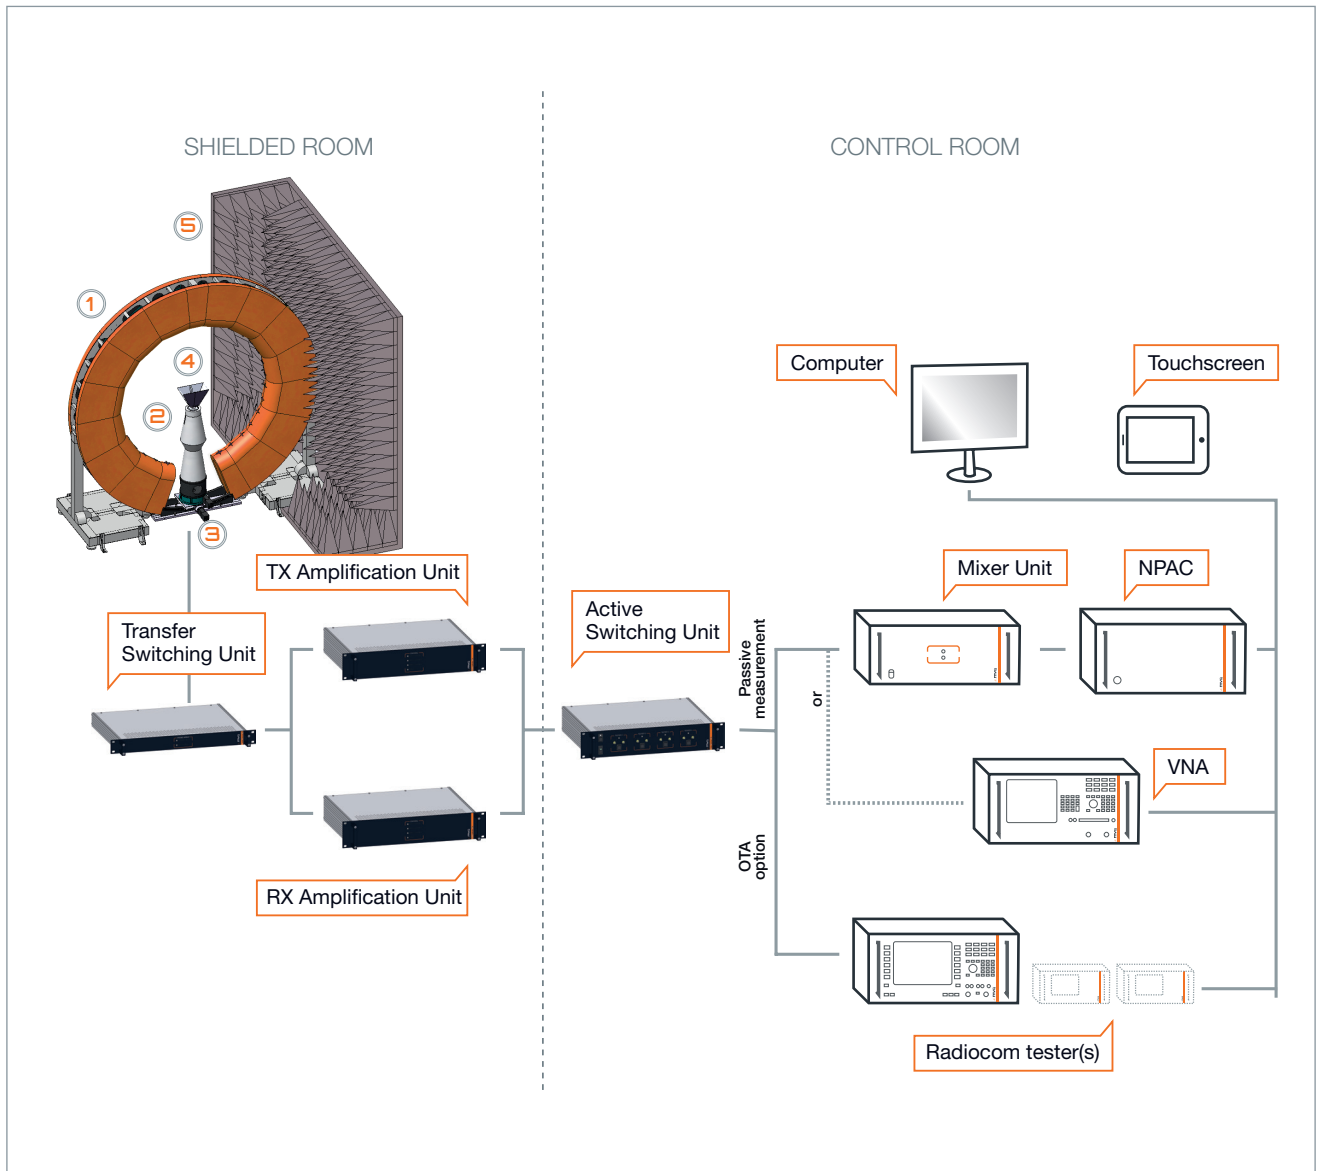 SHIELDED ROOM
CONTROL ROOM
5
1
4
2
3
Computer
Touchscreen
TX Amplification Unit
Transfer
Switching Unit
Active
Switching Unit
Passive
measurement
or
Mixer Unit
NPAC
VNA
OTA
option
RX Amplification Unit
Radiocom tester(s)